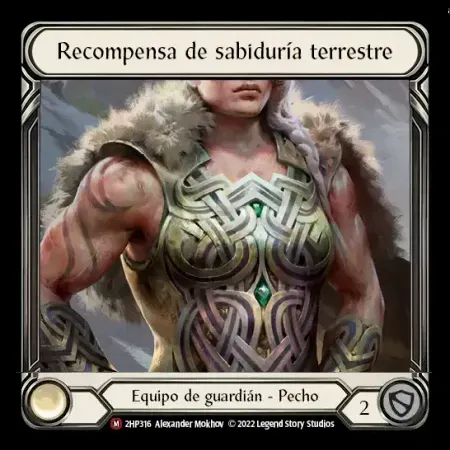 Recompensa de sabiduría terrestre
Equipo de guardián - Pecho
2
M 2HP316 Alexander Mokhov © 2022 Legend Story Studios